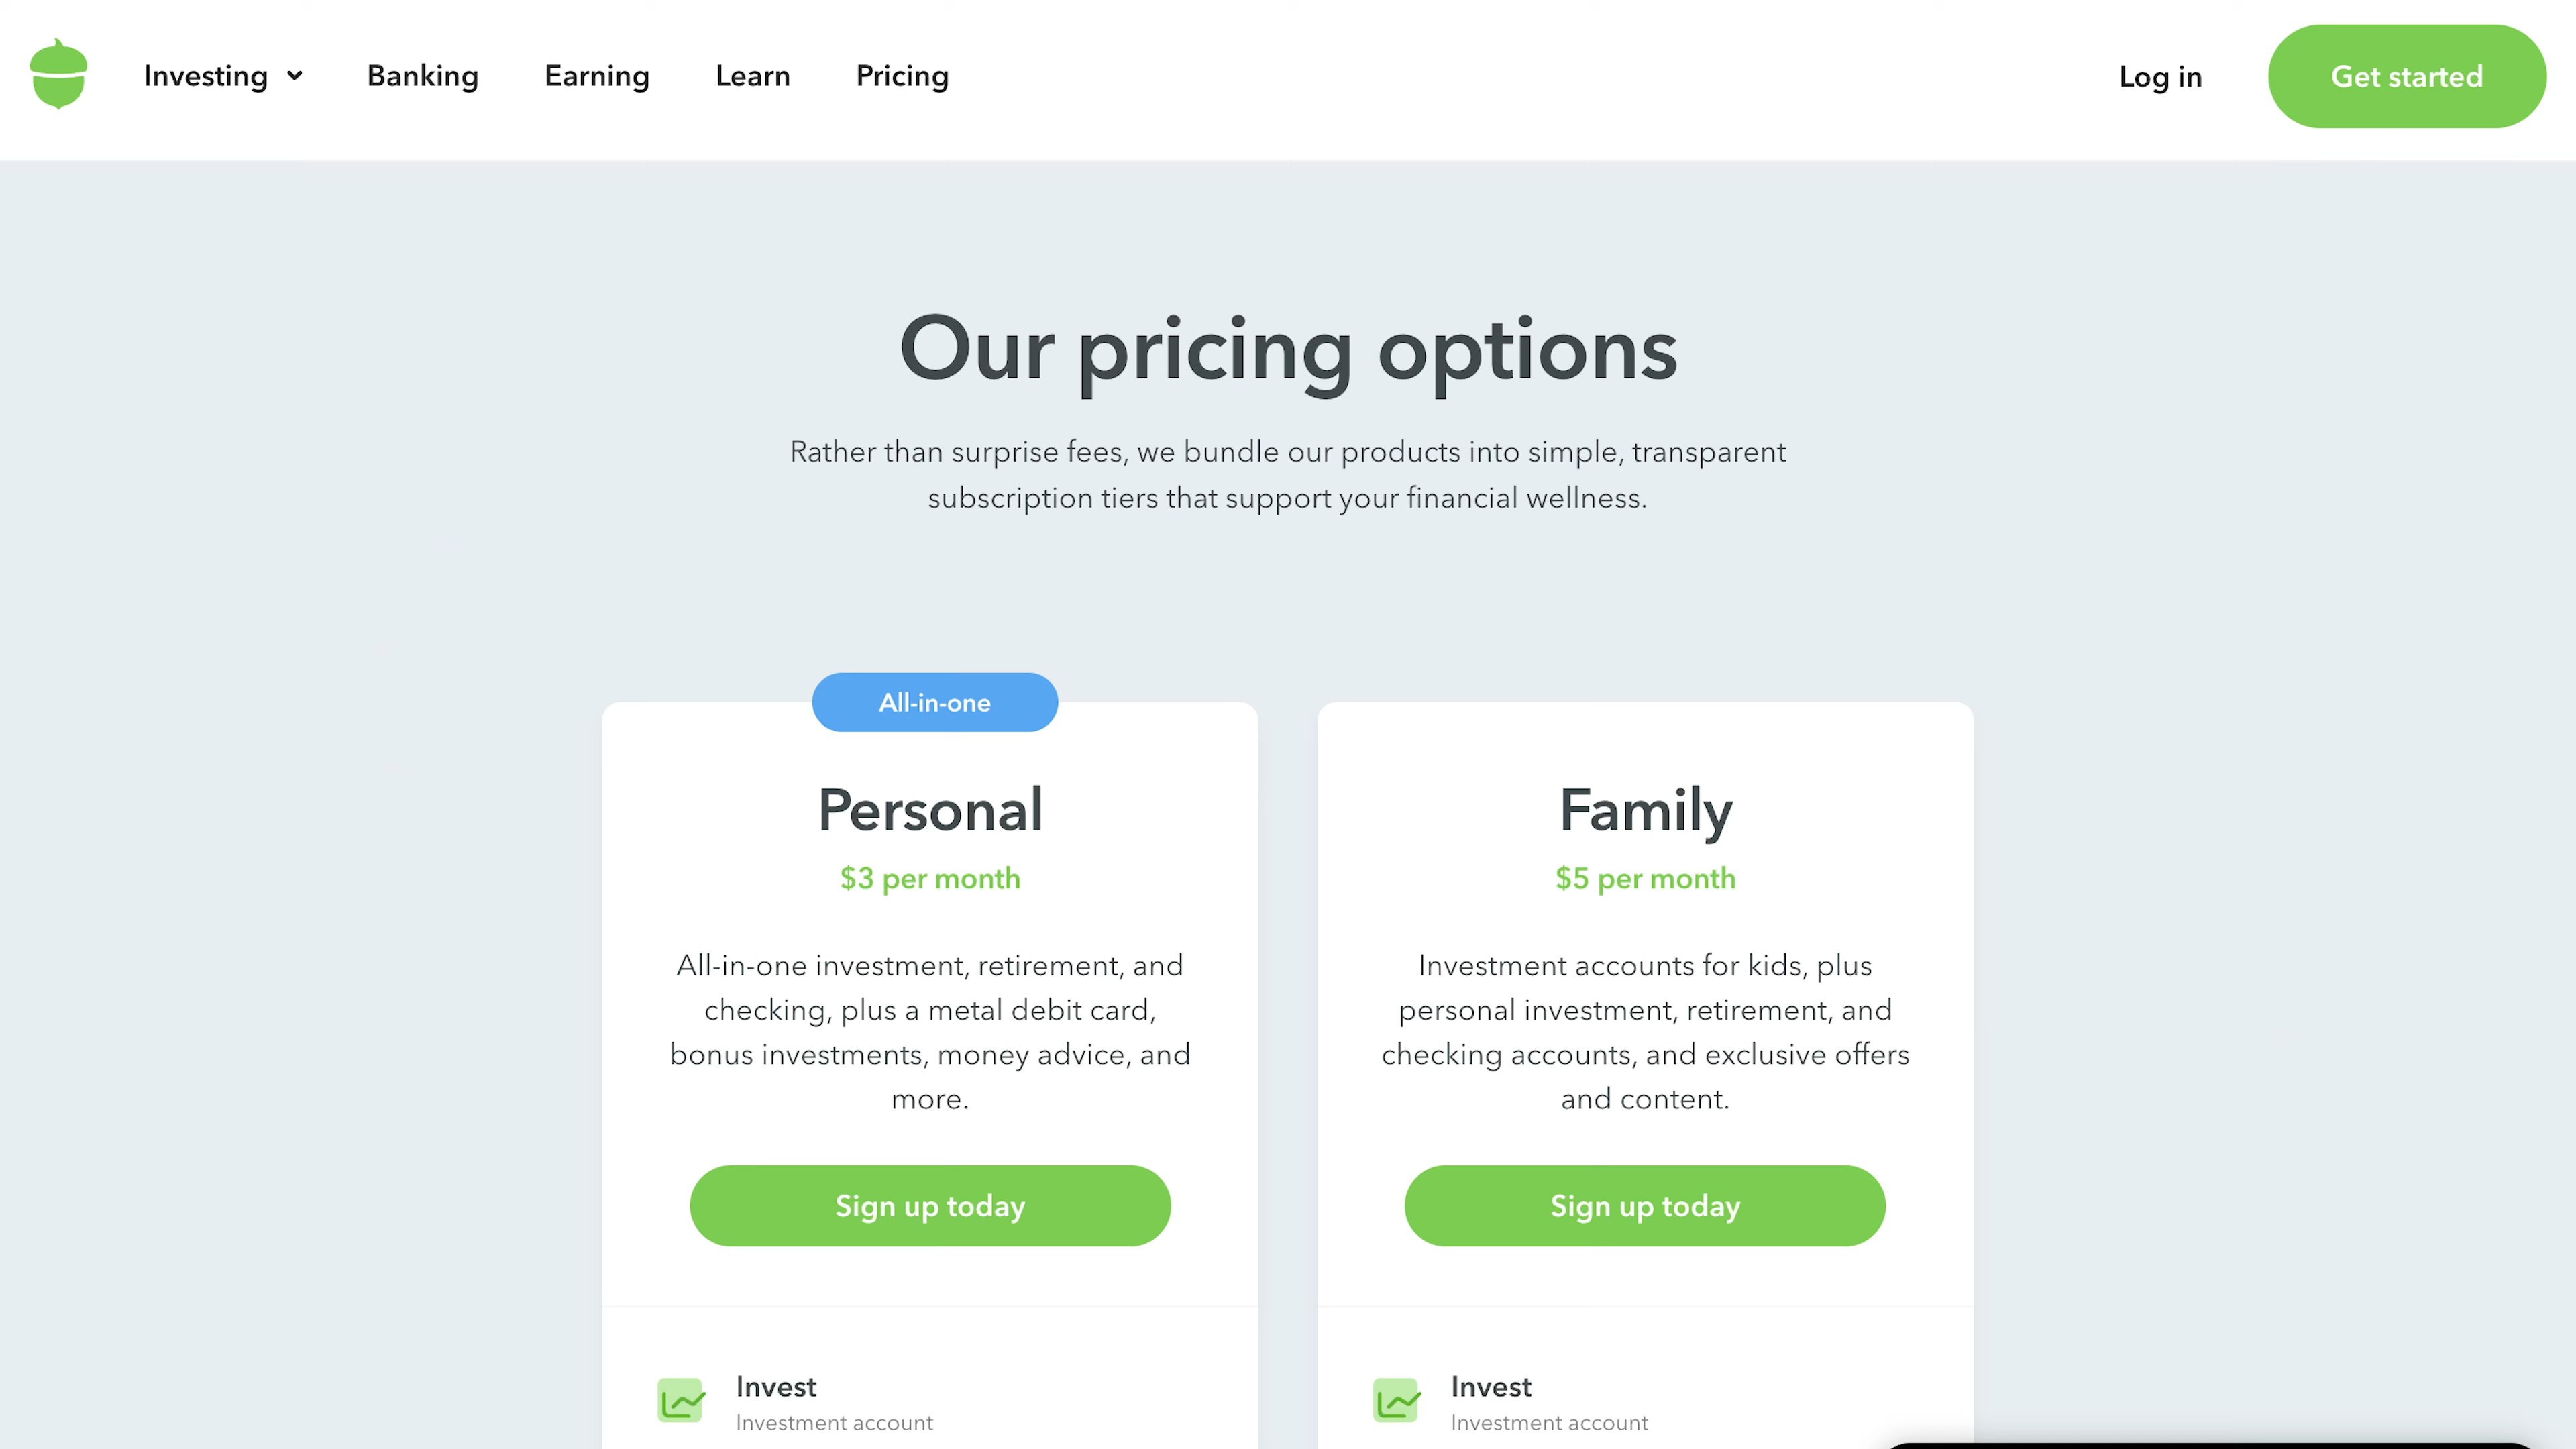 Investing
Banking
Earning
Learn
Pricing
Log in
Get started
Our pricing options
Rather than surprise fees, we bundle our products into simple, transparent
subscription tiers that support your financial wellness.
All-in-one
Personal
$3 per month
All-in-one investment, retirement, and
checking, plus a metal debit card,
bonus investments, money advice, and
more.
Sign up today
Invest
Investment account
Family
$5 per month
Investment accounts for kids, plus
personal investment, retirement, and
checking accounts, and exclusive offers
and content.
Sign up today
Invest
Investment account